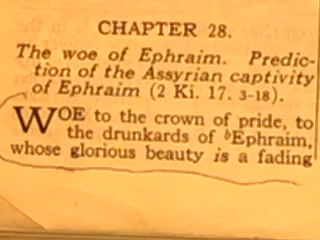 CHAPTER 28.
The woe of Ephraim. Predic-
tion of the Assyrian captivity
of Ephraim (2 Ki. 17. 3-18).
WOE to the crown of pride, to
the drunkards of bEphraim,
whose glorious beauty is a fading